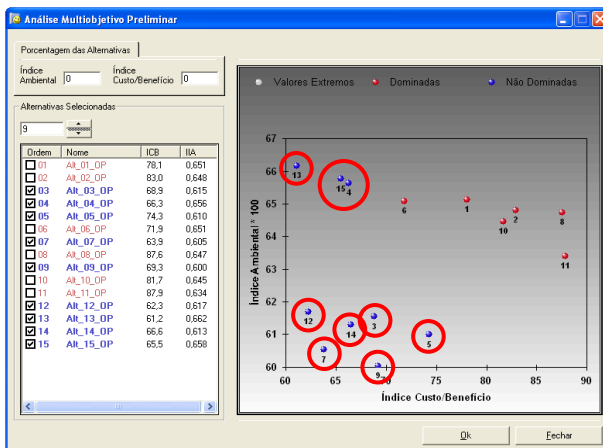 Análise Multiobjetivo Preliminar
Porcentagem das Alternativas
Índice Ambiental 0 Índice Custo/Benefício 0
Alternativas Selecionadas
9
Ordem Nome ICB IIA
01 Alt_01_OP 78,1 0,651
02 Alt_02_OP 83,0 0,648
03 Alt_03_OP 68,9 0,615
04 Alt_04_OP 66,3 0,656
05 Alt_05_OP 74,3 0,610
06 Alt_06_OP 71,9 0,651
07 Alt_07_OP 63,9 0,605
08 Alt_08_OP 87,6 0,647
09 Alt_09_OP 69,3 0,600
10 Alt_10_OP 81,7 0,645
11 Alt_11_OP 87,9 0,634
12 Alt_12_OP 62,3 0,617
13 Alt_13_OP 61,2 0,662
14 Alt_14_OP 66,6 0,613
15 Alt_15_OP 65,5 0,658
Valores Extremos Dominadas Não Dominadas
Índice Ambiental * 100
67
66
65
64
63
62
61
60
13
15 4
6 1
2 8
10
11
12
14 3
5
7
9
60 65 70 75 80 85 90
Índice Custo/Benefício
Ok Fechar